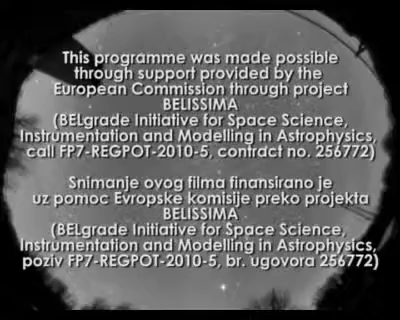 This programme was made possible
through support provided by the
European Commission through project
BELISSIMA
(BELgrade Initiative for Space Science,
Instrumentation and Modelling in Astrophysics,
call FP7-REGPOT-2010-5, contrdct no. 256772)
Snimanje ovog filma finansirano je
uz pomoc Evropske komisije preko projekta
BELISSIMA
(BELgrade Initiative for Space Science,
Instrumentation and Modelling in Astrophysics,
poziv FP7-REGPOT-2010-5, br. ugovora 256772)